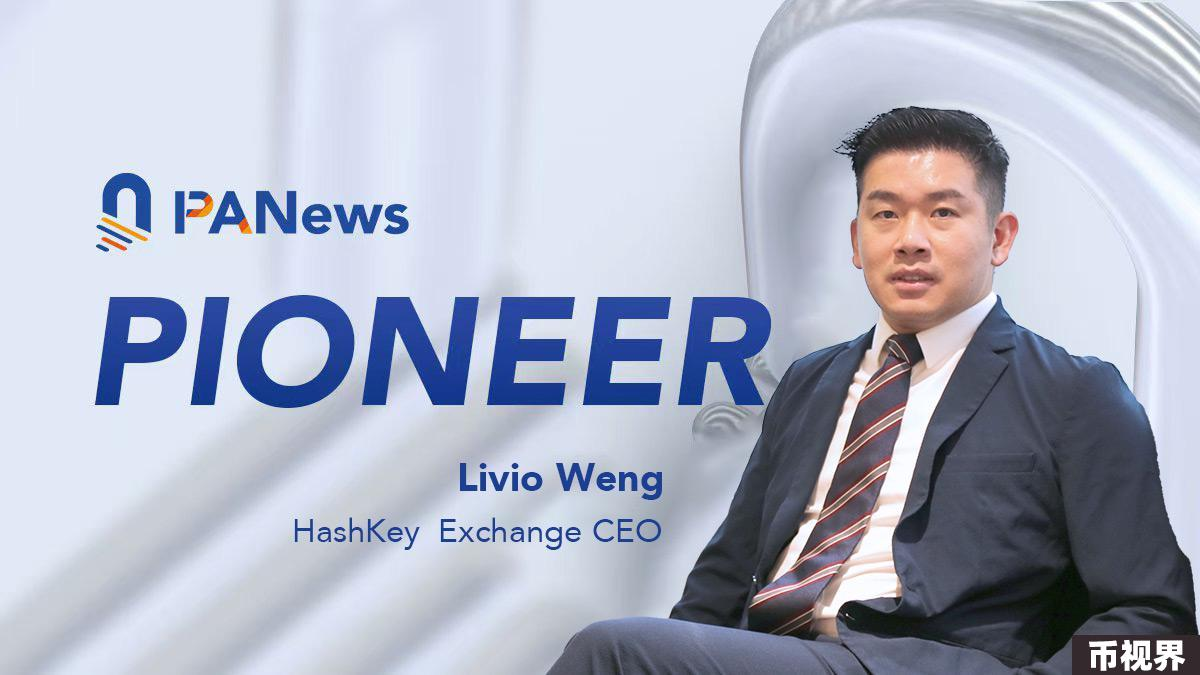 PANews
PIONEER
Livio Weng
HashKey Exchange CEO
币视界